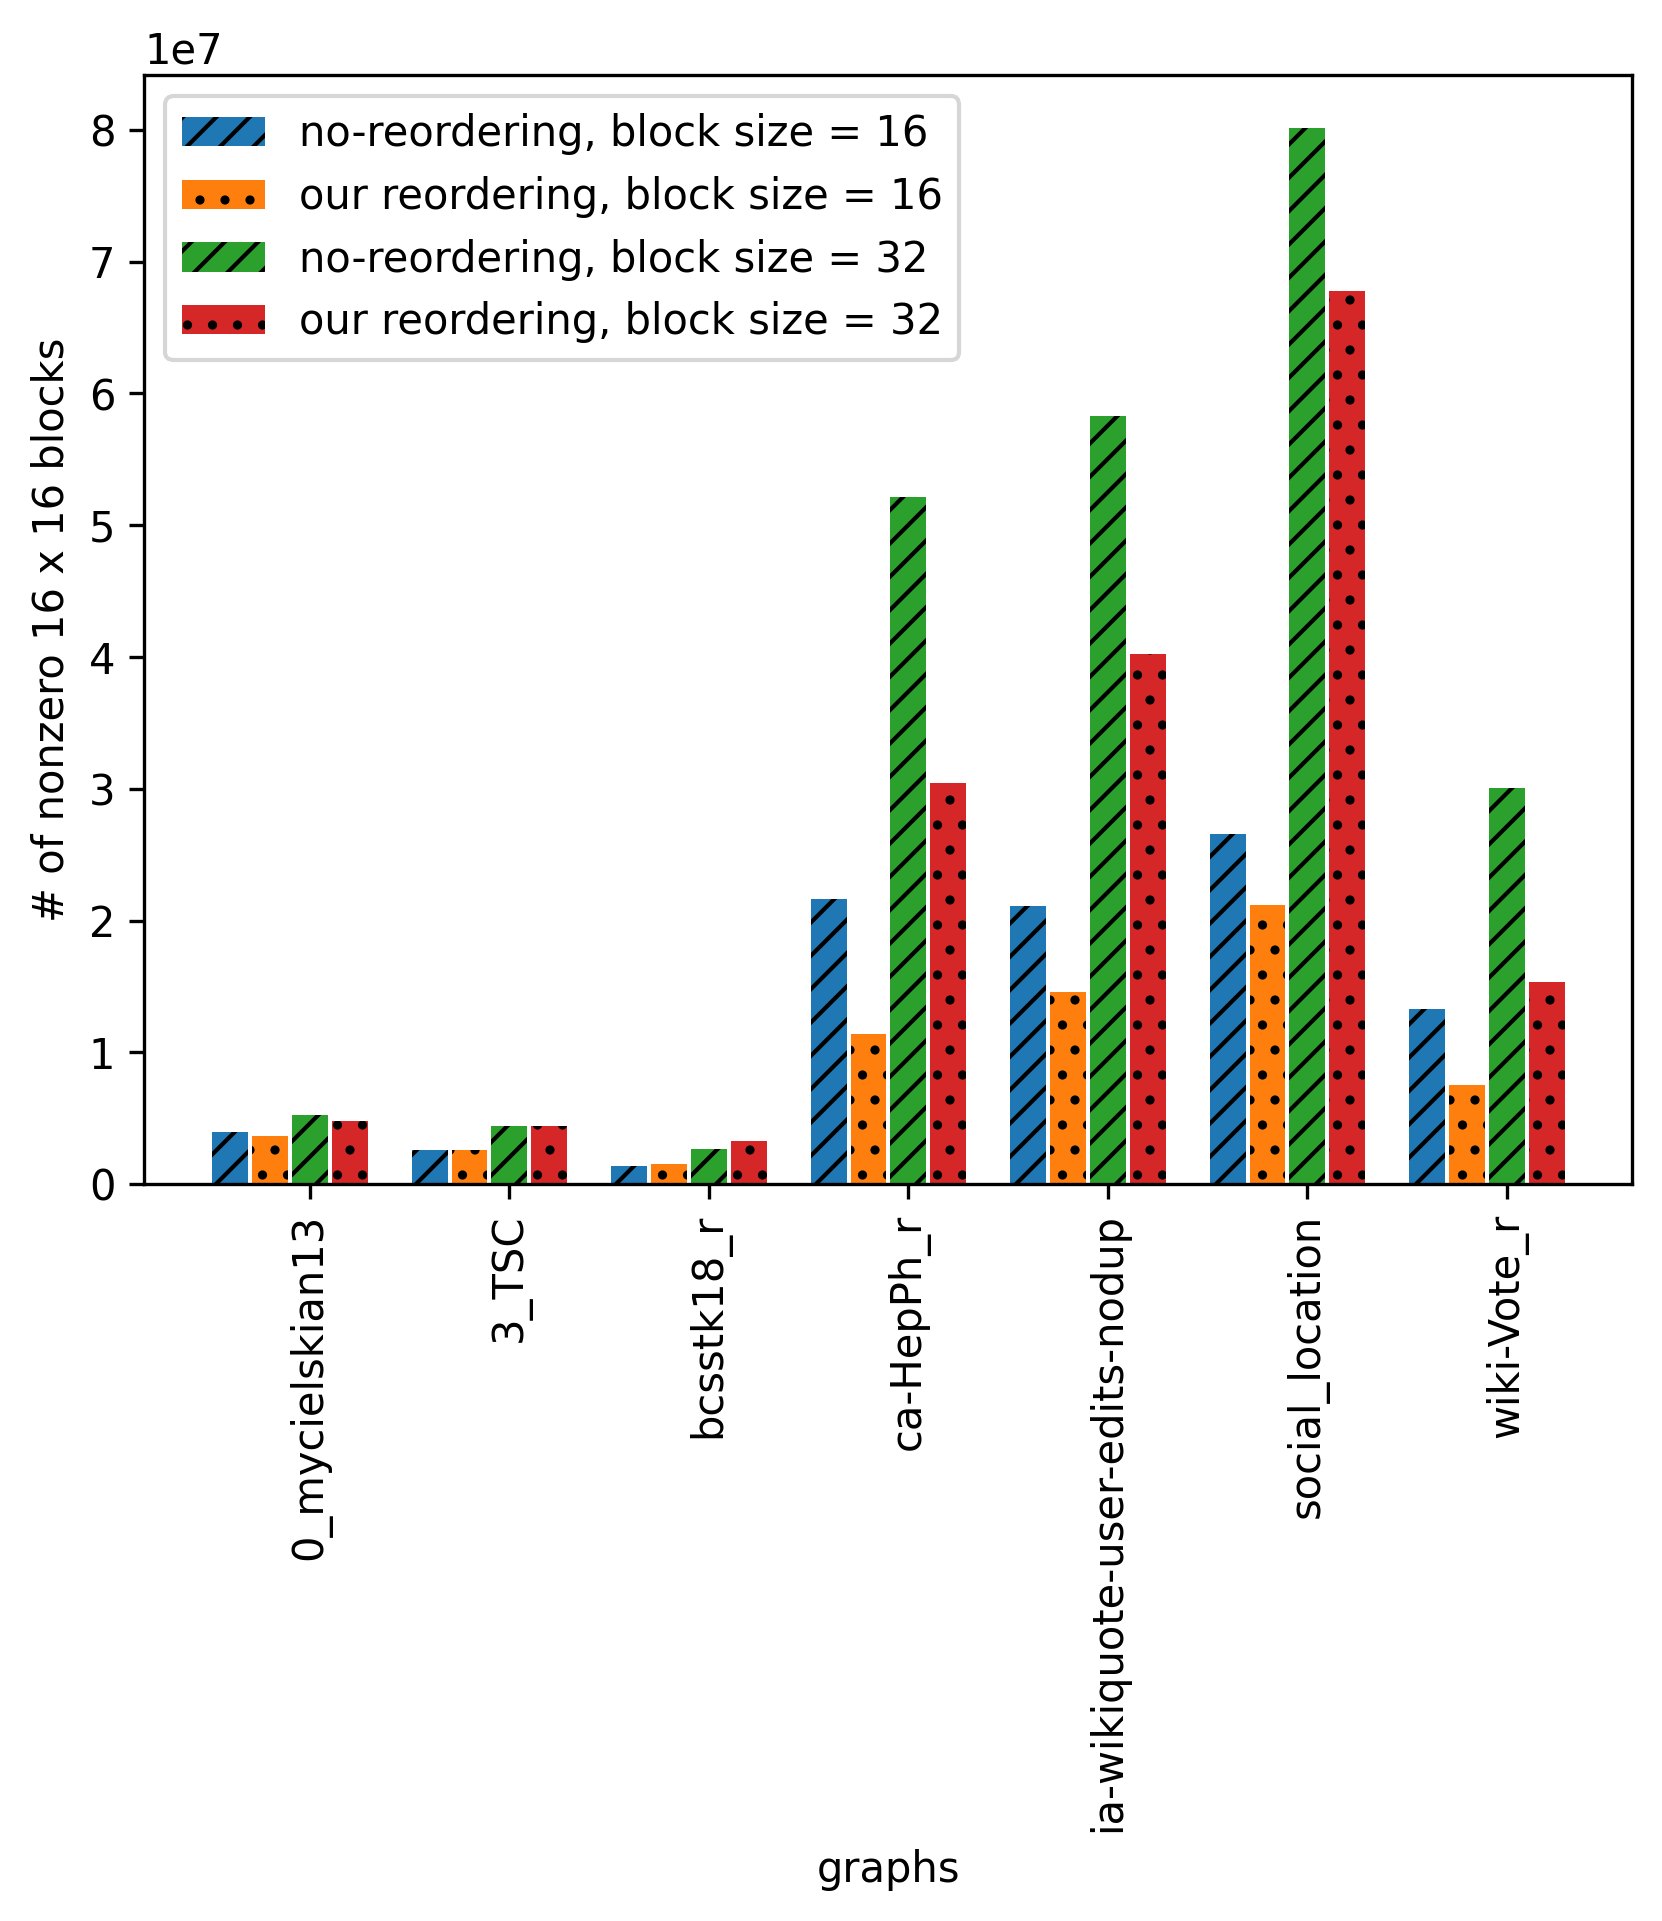 1e7
no-reordering, block size = 16
our reordering, block size = 16
no-reordering, block size = 32
our reordering, block size = 32
# of nonzero 16 x 16 blocks
8
7
6
5
4
3
2
1
0
0_mycielskian13
3_TSC
bcsstk18_r
ca-HepPh_r
ia-wikiquote-user-edits-nodup
social_location
wiki-Vote_r
graphs